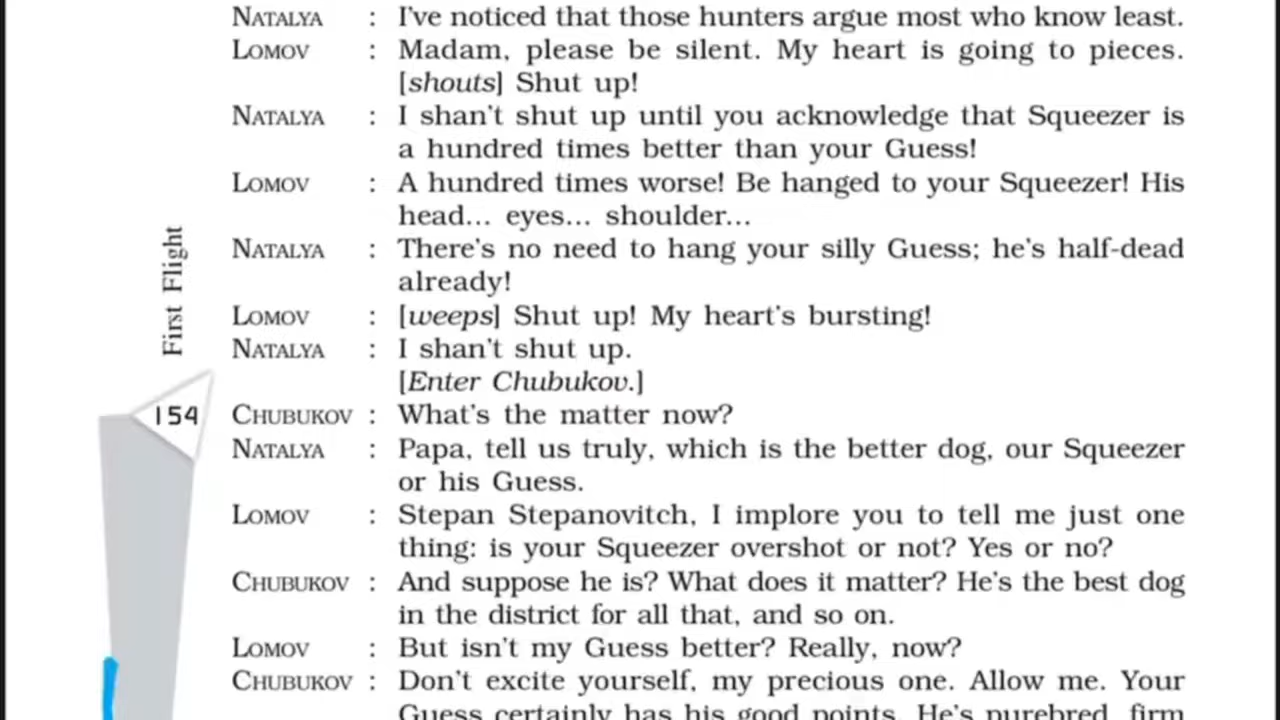 NATALYA : I've noticed that those hunters argue most who know least.
LOMOV : Madam, please be silent. My heart is going to pieces.
[shouts] Shut up!
NATALYA : I shan't shut up until you acknowledge that Squeezer is
a hundred times better than your Guess!
LOMOV : A hundred times worse! Be hanged to your Squeezer! His
head... eyes... shoulder...
NATALYA : There's no need to hang your silly Guess; he's half-dead
already!
LOMOV : [weeps] Shut up! My heart's bursting!
NATALYA : I shan't shut up.
[Enter Chubukov.]
CHUBUKOV : What's the matter now?
NATALYA : Papa, tell us truly, which is the better dog, our Squeezer
or his Guess.
LOMOV : Stepan Stepanovitch, I implore you to tell me just one
thing: is your Squeezer overshot or not? Yes or no?
CHUBUKOV : And suppose he is? What does it matter? He's the best dog
in the district for all that, and so on.
LOMOV : But isn't my Guess better? Really, now?
CHUBUKOV : Don't excite yourself, my precious one. Allow me. Your
Guess certainly has his good points. He's purebred, firm
First Flight
154